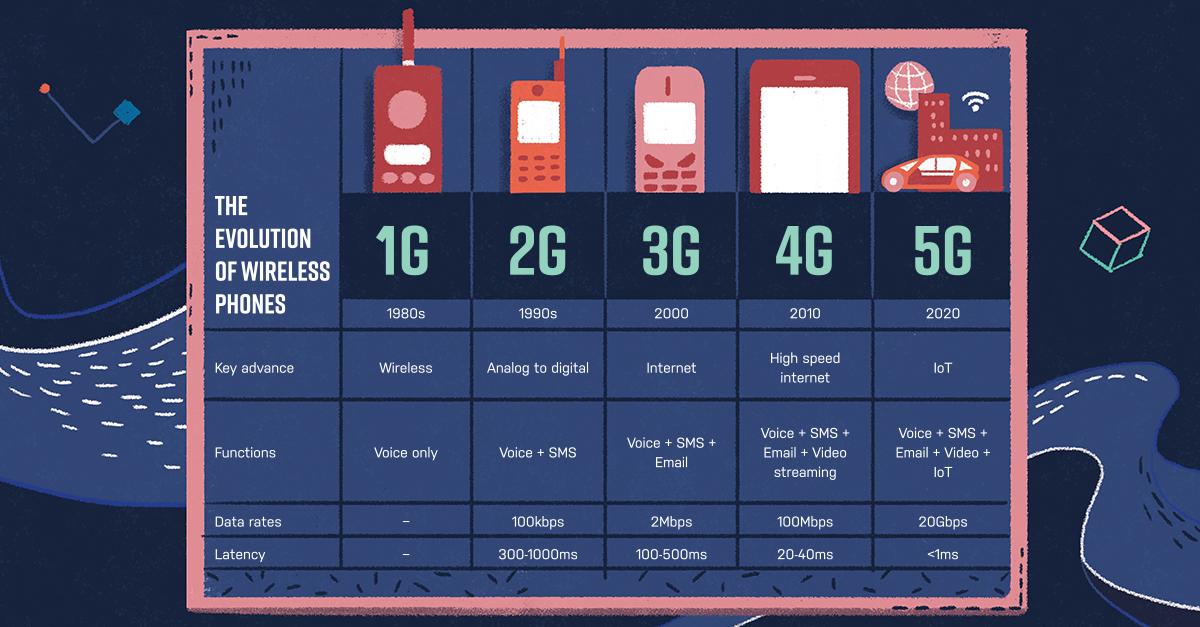 THE
EVOLUTION
OF WIRELESS
PHONES
1G 2G 3G 4G 5G
1980s 1990s 2000 2010 2020
Key advance Wireless Analog to digital Internet High speed internet IoT
Functions Voice only Voice + SMS Voice + SMS + Email Voice + SMS + Email + Video streaming Voice + SMS + Email + Video + IoT
Data rates – 100kbps 2Mbps 100Mbps 20Gbps
Latency – 300-1000ms 100-500ms 20-40ms <1ms